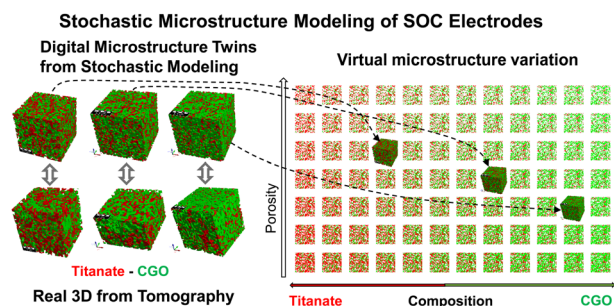 Stochastic Microstructure Modeling of SOC Electrodes
Digital Microstructure Twins
from Stochastic Modeling
Virtual microstructure variation
Porosity
Titanate - CGO
Real 3D from Tomography
Titanate
Composition
CGO